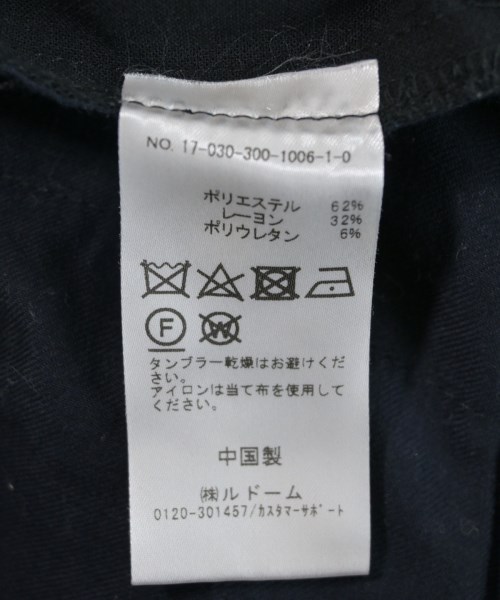 NO. 17-030-300-1006-1-0
ポリエステル 62%
レーヨン 32%
ポリウレタン 6%
F W
タンブラー乾燥はお避けくだ
さい。
アイロンは当て布を使用して
ください。
中国製
㈱ルドーム
0120-301457/ｶｽﾀﾏｰｻﾎﾟｰﾄ